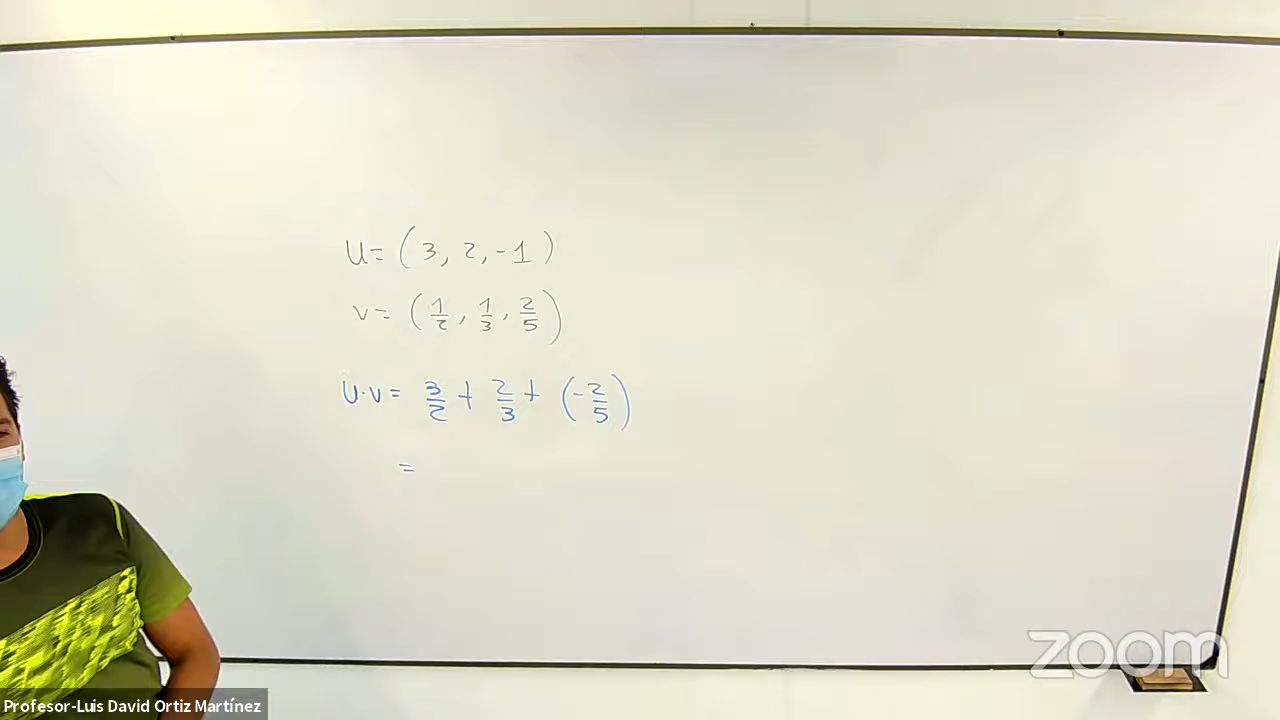 u = (3, 2, -1)
v = (1/2, 1/3, 2/5)
u·v = 3/2 + 2/3 + (-2/5)
=
zoom
Profesor-Luis David Ortiz Martínez